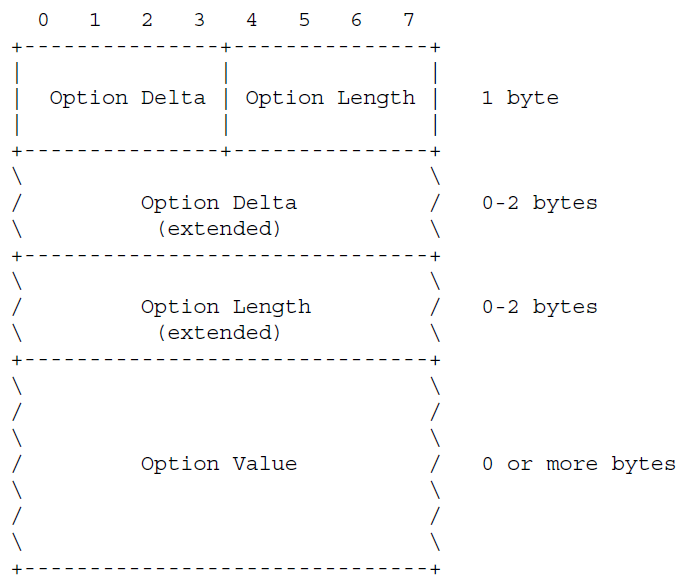 0 1 2 3 4 5 6 7
Option Delta Option Length 1 byte
Option Delta 0-2 bytes
(extended)
Option Length 0-2 bytes
(extended)
Option Value 0 or more bytes